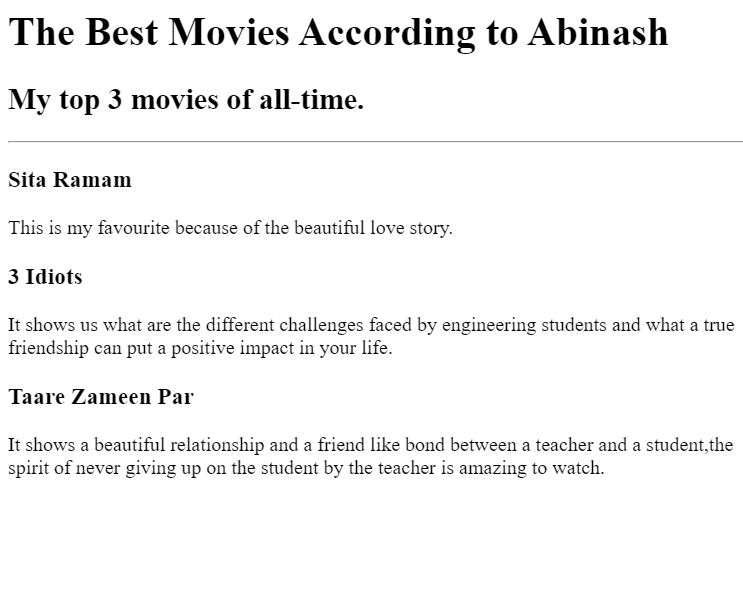 The Best Movies According to Abinash
My top 3 movies of all-time.
Sita Ramam
This is my favourite because of the beautiful love story.
3 Idiots
It shows us what are the different challenges faced by engineering students and what a true
friendship can put a positive impact in your life.
Taare Zameen Par
It shows a beautiful relationship and a friend like bond between a teacher and a student,the
spirit of never giving up on the student by the teacher is amazing to watch.